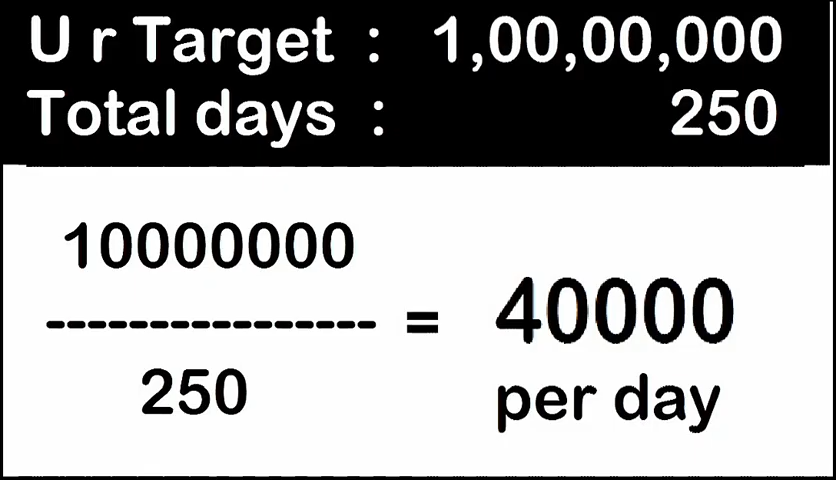 U r Target : 1,00,00,000
Total days : 250
10000000
---------------- = 40000
250
per day